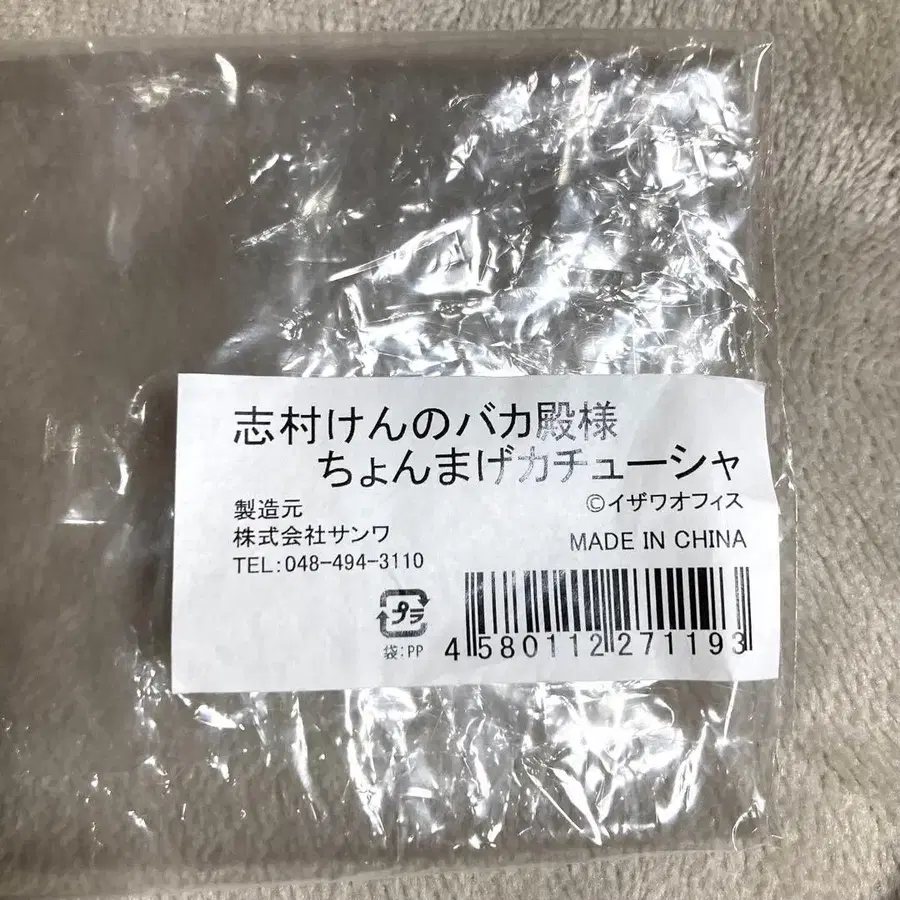 志村けんのバカ殿様
ちょんまげカチューシャ
©イザワオフィス
製造元
株式会社サンワ
TEL:048-494-3110
MADE IN CHINA
プラ
袋:PP
4580112271193